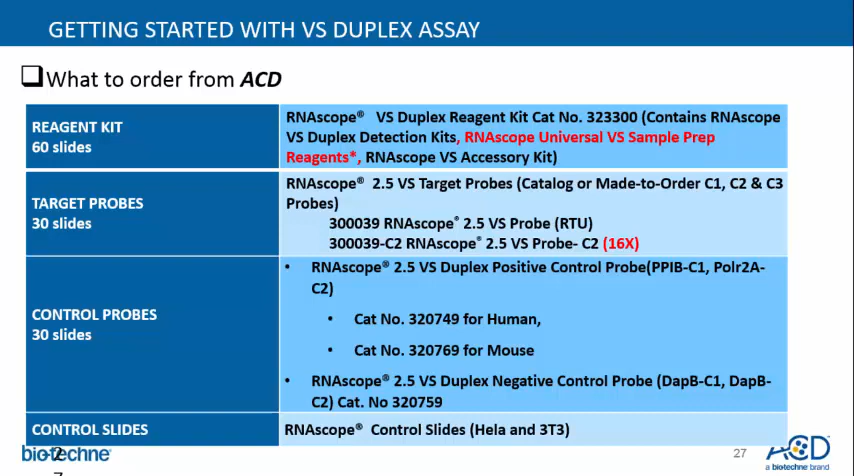 GETTING STARTED WITH VS DUPLEX ASSAY
What to order from ACD
REAGENT KIT
60 slides
RNAscope® VS Duplex Reagent Kit Cat No. 323300 (Contains RNAscope
VS Duplex Detection Kits, RNAscope Universal VS Sample Prep
Reagents*, RNAscope VS Accessory Kit)
TARGET PROBES
30 slides
RNAscope® 2.5 VS Target Probes (Catalog or Made-to-Order C1, C2 & C3
Probes)
300039 RNAscope® 2.5 VS Probe (RTU)
300039-C2 RNAscope® 2.5 VS Probe- C2 (16X)
CONTROL PROBES
30 slides
• RNAscope® 2.5 VS Duplex Positive Control Probe(PPIB-C1, Polr2A-
C2)
• Cat No. 320749 for Human,
• Cat No. 320769 for Mouse
• RNAscope® 2.5 VS Duplex Negative Control Probe (DapB-C1, DapB-
C2) Cat. No 320759
CONTROL SLIDES
RNAscope® Control Slides (Hela and 3T3)
bio-techne
2
27
ACD
a biotechne brand